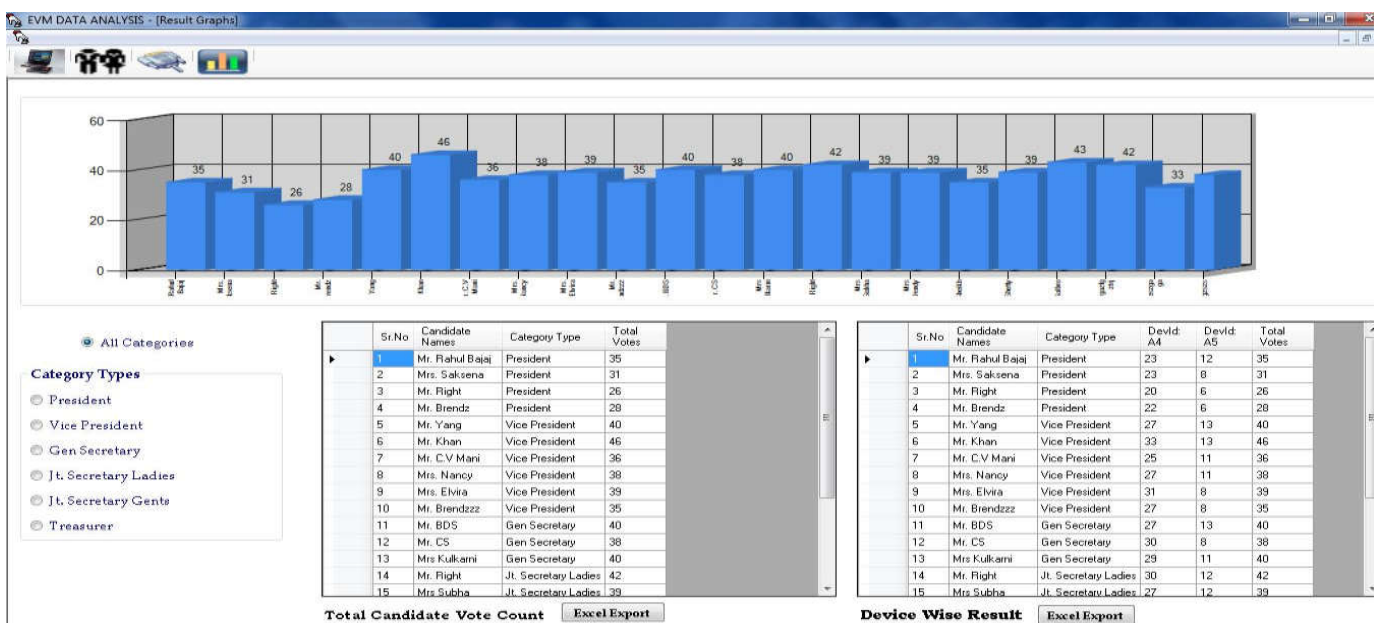 EVM DATA ANALYSIS - [Result Graphs]
60
40
20
0
35
31
26
28
40
46
36
38
39
35
40
38
40
42
39
39
35
39
43
42
33
Rahul Bajaj
Yang
Khan
Mani
Elvira
.BDS
Right
All Categories
Category Types
President
Vice President
Gen Secretary
Jt. Secretary Ladies
Jt. Secretary Gents
Treasurer
Sr.No Candidate Names Category Type Total Votes
1 Mr. Rahul Bajaj President 35
2 Mrs. Saksena President 31
3 Mr. Right President 26
4 Mr. Brendz President 28
5 Mr. Yang Vice President 40
6 Mr. Khan Vice President 46
7 Mr. C.V Mani Vice President 36
8 Mrs. Nancy Vice President 38
9 Mrs. Elvira Vice President 39
10 Mr. Brendzzz Vice President 35
11 Mr. BDS Gen Secretary 40
12 Mr. CS Gen Secretary 38
13 Mrs Kulkarni Gen Secretary 40
14 Mr. Right Jt. Secretary Ladies 42
15 Mrs Subha Jt. Secretary Ladies 39
Total Candidate Vote Count Excel Export
Sr.No Candidate Names Category Type DevId: A4 DevId: A5 Total Votes
1 Mr. Rahul Bajaj President 23 12 35
2 Mrs. Saksena President 23 8 31
3 Mr. Right President 20 6 26
4 Mr. Brendz President 22 6 28
5 Mr. Yang Vice President 27 13 40
6 Mr. Khan Vice President 33 13 46
7 Mr. C.V Mani Vice President 25 11 36
8 Mrs. Nancy Vice President 27 11 38
9 Mrs. Elvira Vice President 31 8 39
10 Mr. Brendzzz Vice President 27 8 35
11 Mr. BDS Gen Secretary 27 13 40
12 Mr. CS Gen Secretary 30 8 38
13 Mrs Kulkarni Gen Secretary 29 11 40
14 Mr. Right Jt. Secretary Ladies 30 12 42
15 Mrs Subha Jt. Secretary Ladies 27 12 39
Device Wise Result Excel Export